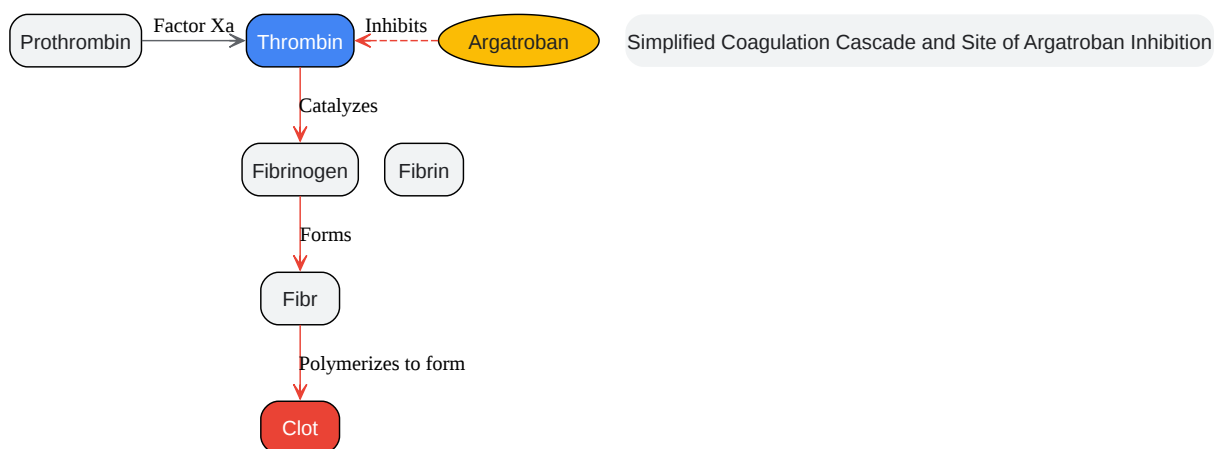 Prothrombin
Factor Xa
Thrombin
Inhibits
Argatroban
Simplified Coagulation Cascade and Site of Argatroban Inhibition
Catalyzes
Fibrinogen
Fibrin
Forms
Fibr
Polymerizes to form
Clot